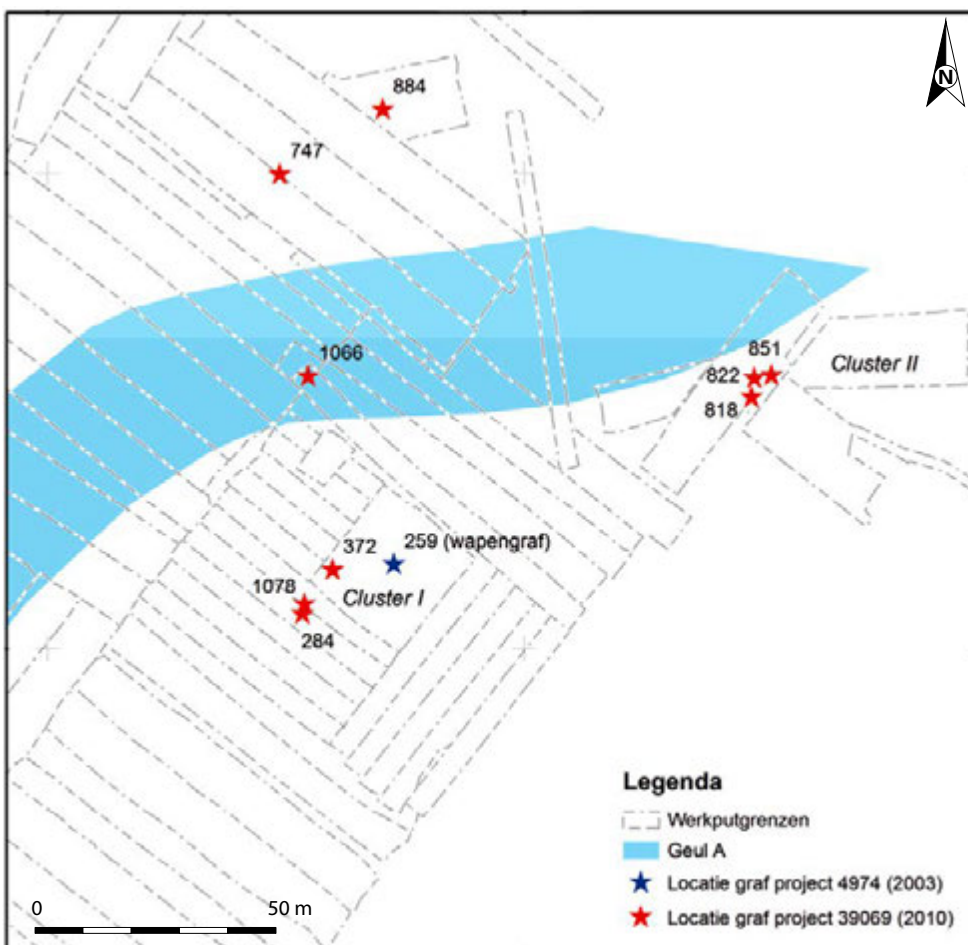 N
884
747
1066
851
822
Cluster II
818
372
259 (wapengraf)
1078
Cluster I
284
Legenda
Werkputgrenzen
Geul A
Locatie graf project 4974 (2003)
Locatie graf project 39069 (2010)
0
50 m